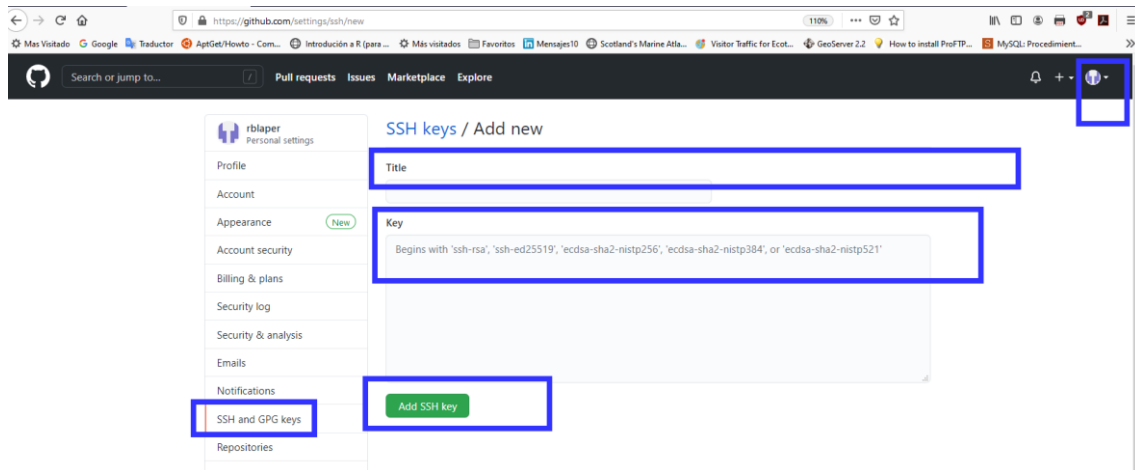 https://github.com/settings/ssh/new 110%
Mas Visitado Google Traductor AptGet/Howto - Com... Introdución a R (para ... Más visitados Favoritos Mensajes10 Scotland's Marine Atla... Visitor Traffic for Ecot... GeoServer 2.2 How to install ProFTP... MySQL: Procedimient...
Search or jump to... / Pull requests Issues Marketplace Explore
rblaper
Personal settings
Profile
Account
Appearance New
Account security
Billing & plans
Security log
Security & analysis
Emails
Notifications
SSH and GPG keys
Repositories
SSH keys / Add new
Title
Key
Begins with 'ssh-rsa', 'ssh-ed25519', 'ecdsa-sha2-nistp256', 'ecdsa-sha2-nistp384', or 'ecdsa-sha2-nistp521'
Add SSH key